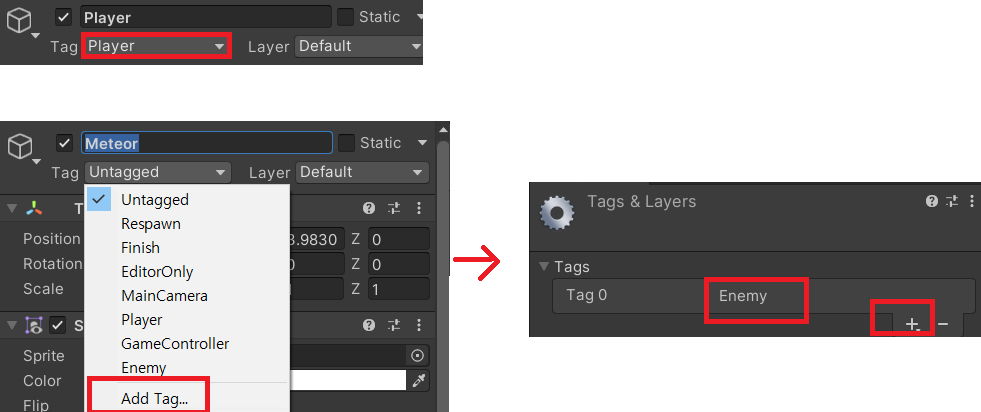 Player
Static
Tag Player
Layer Default
Meteor
Static
Tag Untagged
Layer Default
Untagged
Respawn
Finish
EditorOnly
MainCamera
Player
GameController
Enemy
Add Tag...
T
Position
3.9830 Z 0
Rotation
0 Z 0
Scale
1 Z 1
S
Sprite
Color
Flip
Tags & Layers
Tags
Tag 0
Enemy